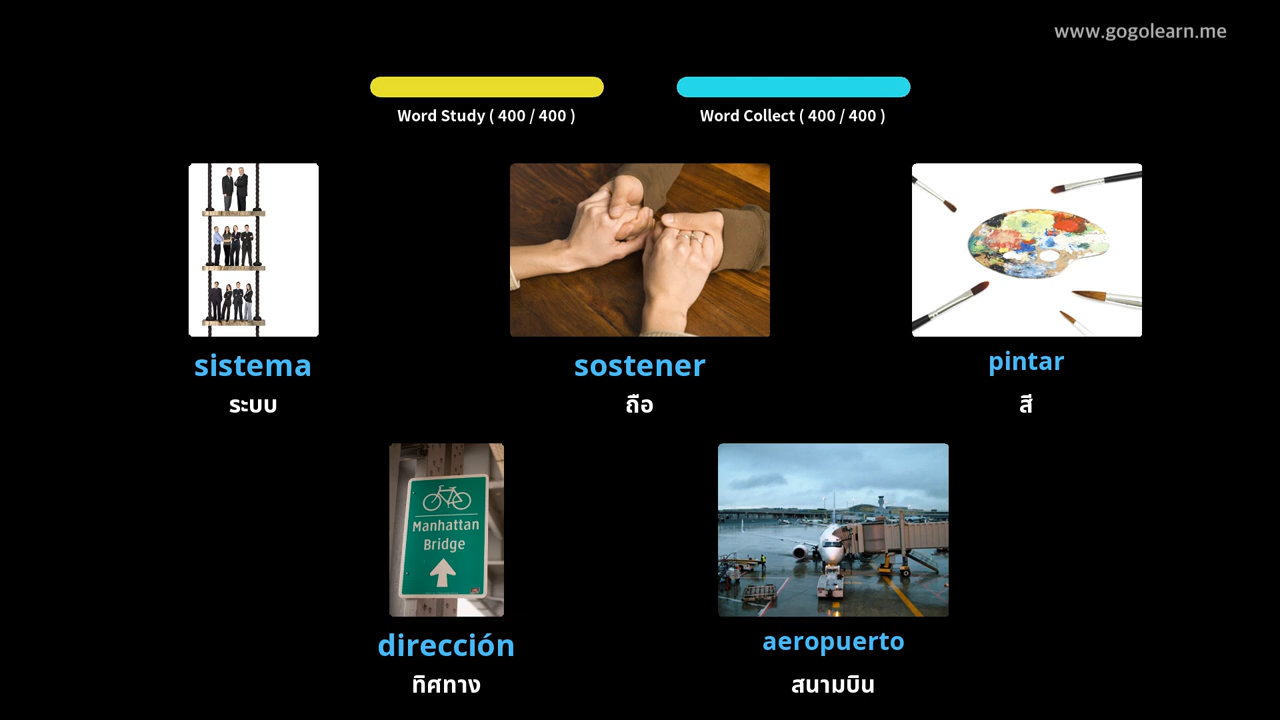 www.gogolearn.me
Word Study ( 400 / 400 )
Word Collect ( 400 / 400 )
sistema
ระบบ
sostener
ถือ
pintar
สี
Manhattan
Bridge
dirección
ทิศทาง
aeropuerto
สนามบิน